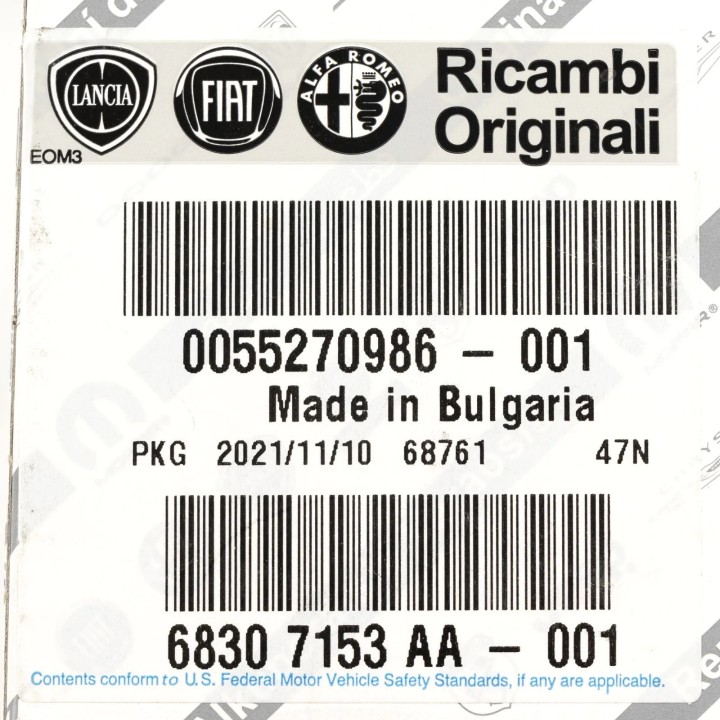 LANCIA FIAT ALFA ROMEO
Ricambi
Originali
EOM3
0055270986 - 001
Made in Bulgaria
PKG 2021/11/10 68761 47N
6830 7153 AA - 001
Contents conform to U.S. Federal Motor Vehicle Safety Standards, if any are applicable.